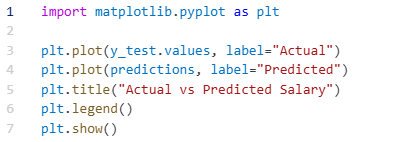 1 import matplotlib.pyplot as plt
2
3 plt.plot(y_test.values, label="Actual")
4 plt.plot(predictions, label="Predicted")
5 plt.title("Actual vs Predicted Salary")
6 plt.legend()
7 plt.show()